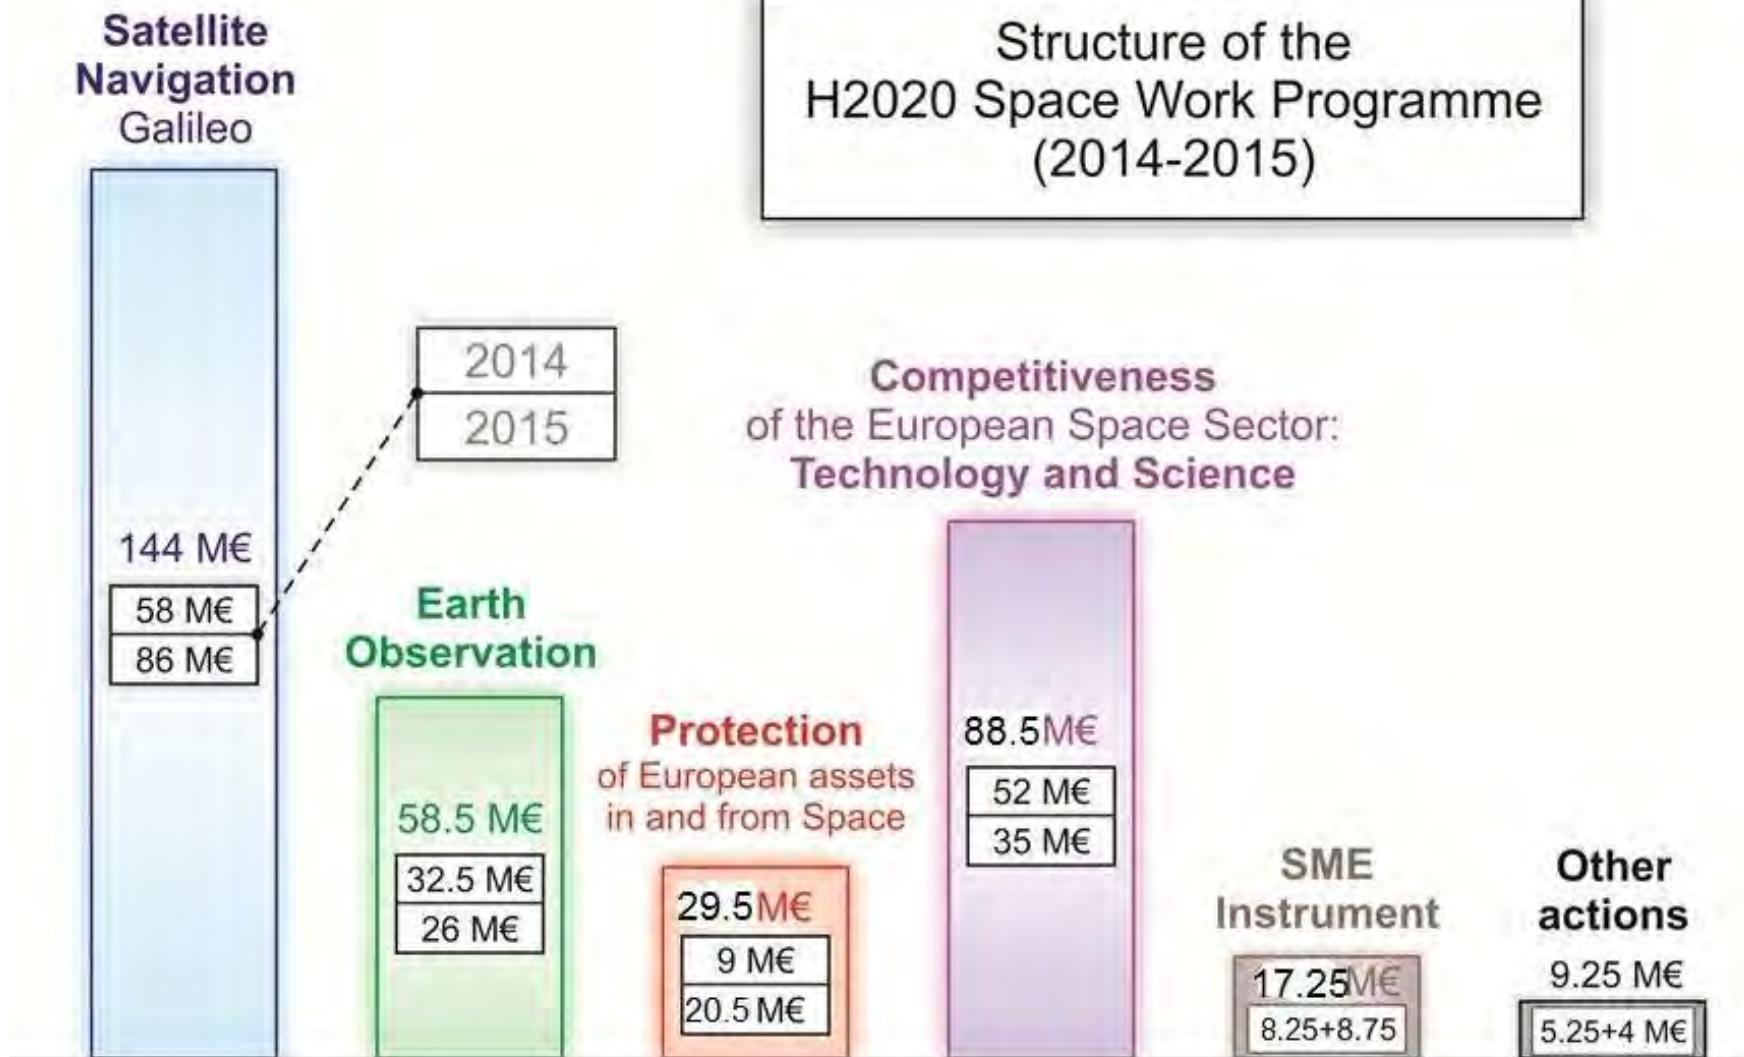 Structure of the
H2020 Space Work Programme
(2014-2015)
Satellite
Navigation
Galileo
144 M€
58 M€
86 M€
2014
2015
Earth
Observation
58.5 M€
32.5 M€
26 M€
Protection
of European assets
in and from Space
29.5M€
9 M€
20.5 M€
Competitiveness
of the European Space Sector:
Technology and Science
88.5M€
52 M€
35 M€
SME
Instrument
17.25M€
8.25+8.75
Other
actions
9.25 M€
5.25+4 M€